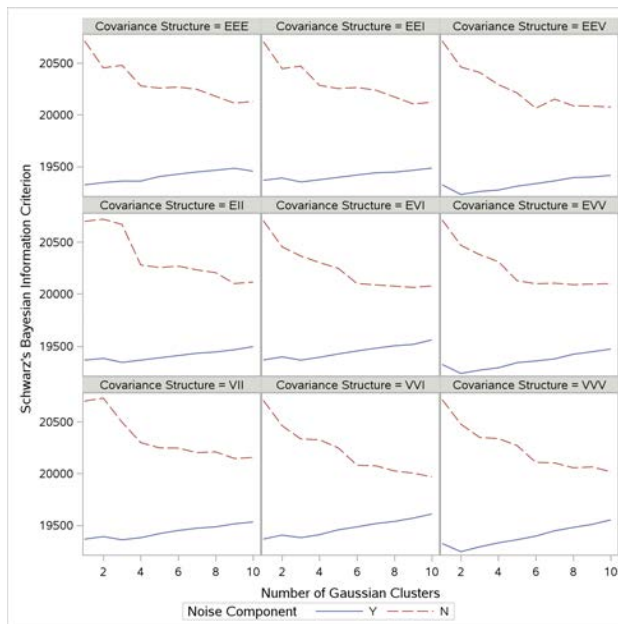 Covariance Structure = EEE
Covariance Structure = EEI
Covariance Structure = EEV
20500
20000
19500
Covariance Structure = EII
Covariance Structure = EVI
Covariance Structure = EVV
20500
20000
19500
Covariance Structure = VII
Covariance Structure = VVI
Covariance Structure = VVV
20500
20000
19500
Schwarz's Bayesian Information Criterion
2 4 6 8 10 2 4 6 8 10 2 4 6 8 10
Number of Gaussian Clusters
Noise Component Y N